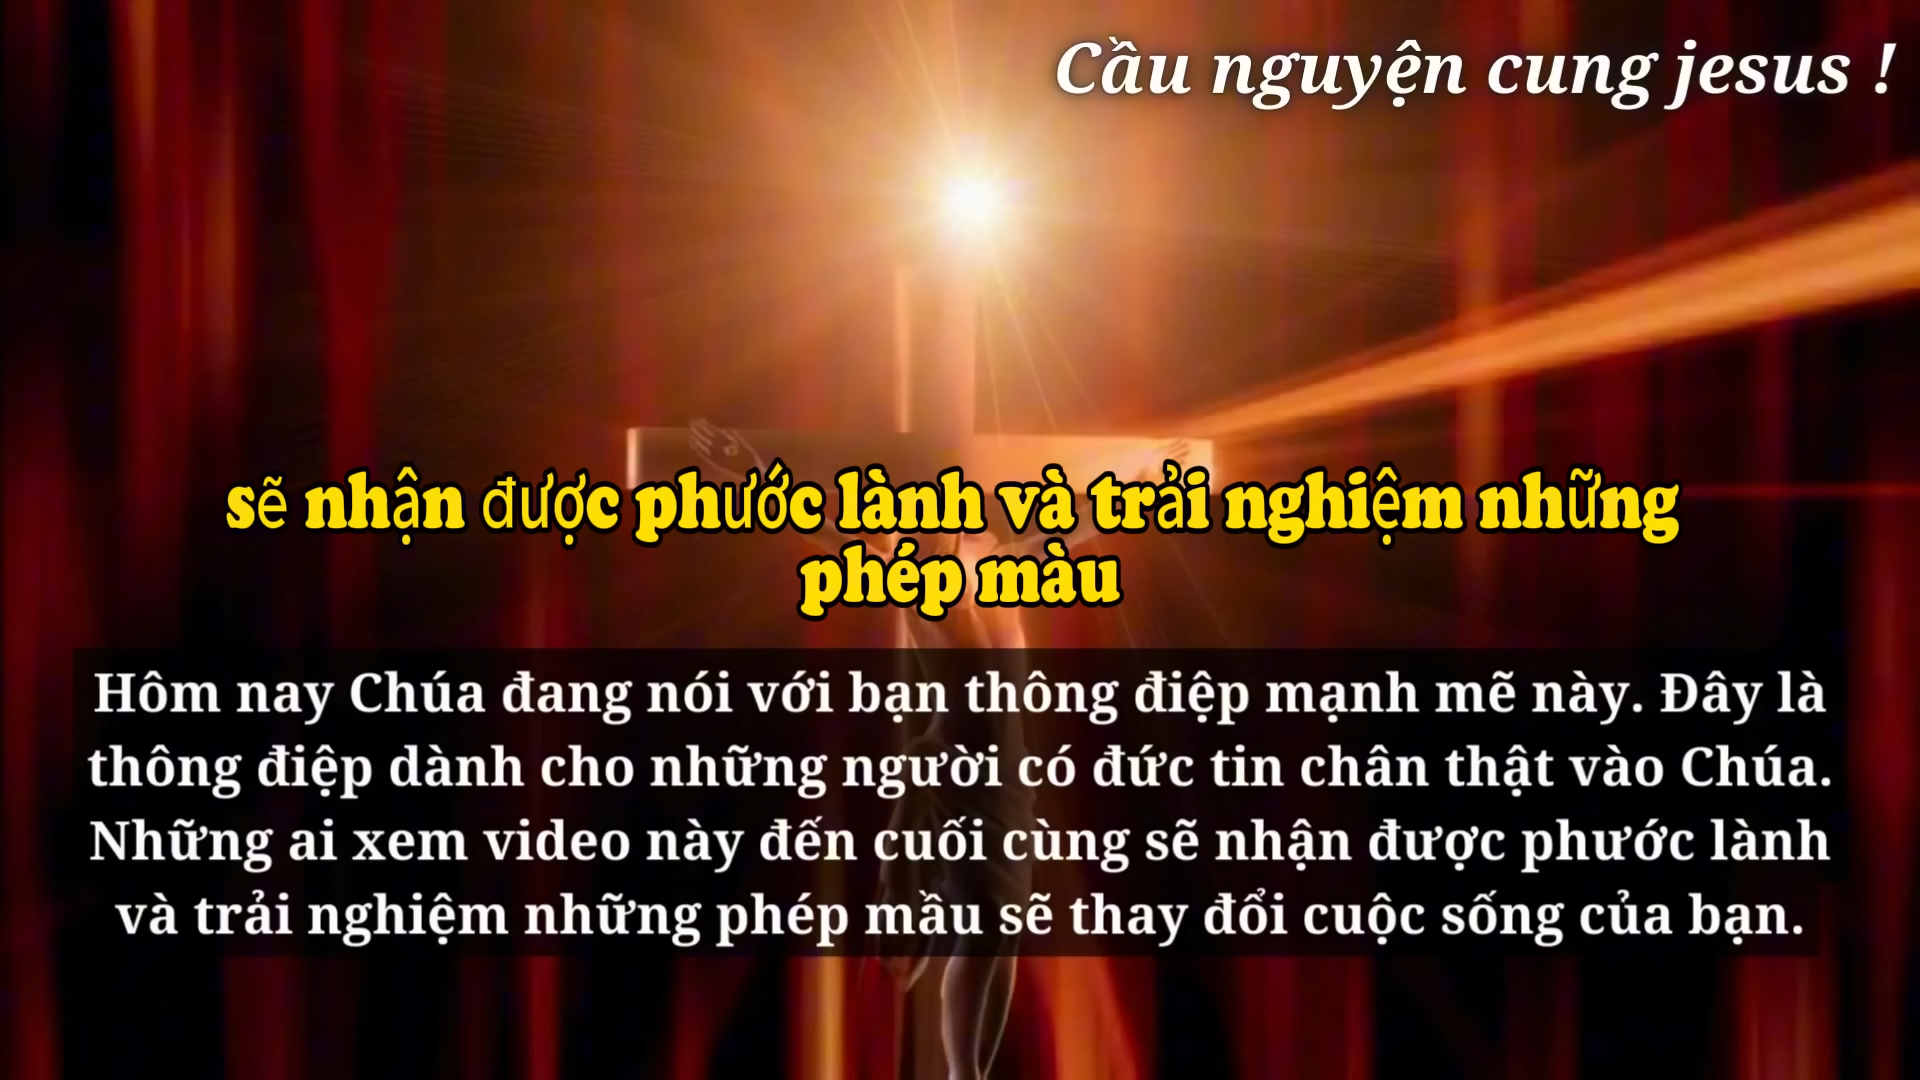 Cầu nguyện cung jesus !
sẽ nhận được phước lành và trải nghiệm những
phép màu
Hôm nay Chúa đang nói với bạn thông điệp mạnh mẽ này. Đây là
thông điệp dành cho những người có đức tin chân thật vào Chúa.
Những ai xem video này đến cuối cùng sẽ nhận được phước lành
và trải nghiệm những phép mầu sẽ thay đổi cuộc sống của bạn.